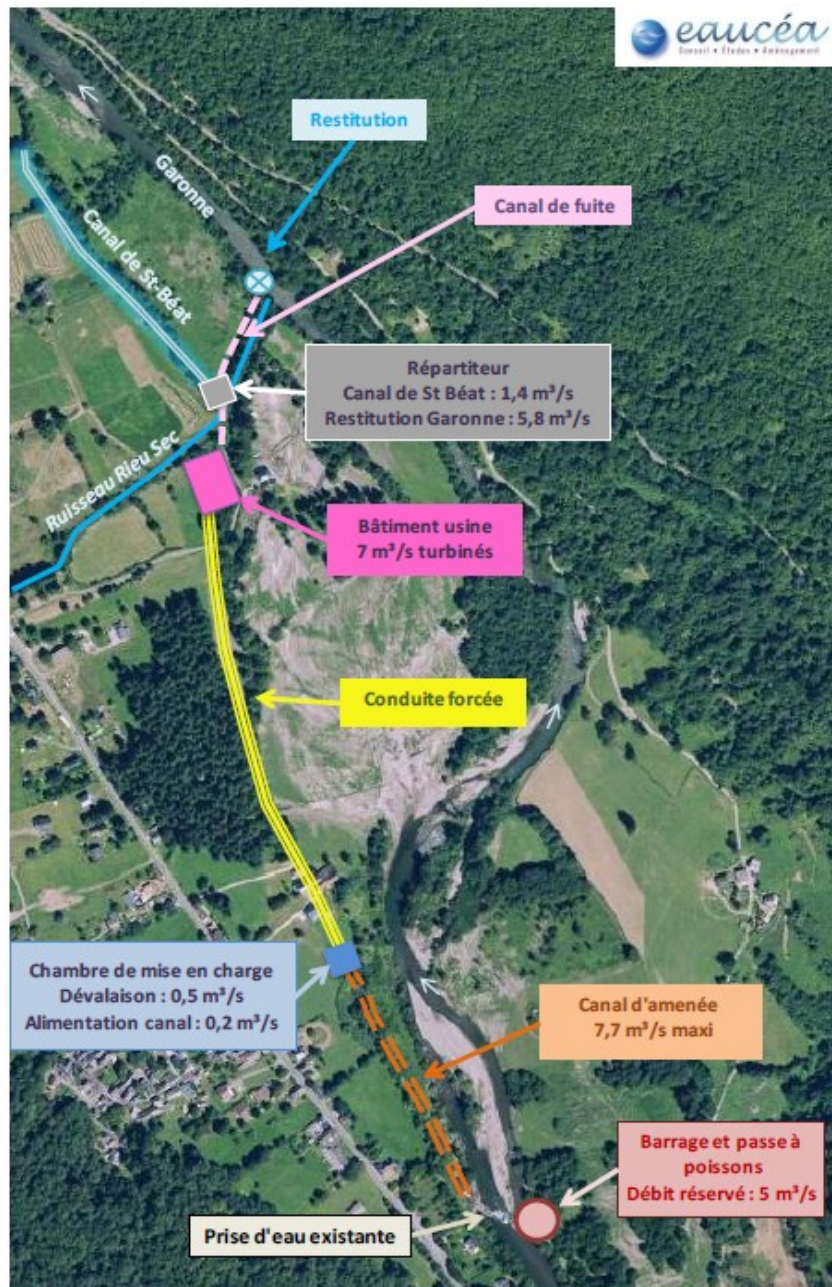 eaucéa
Conseil • Études • Aménagement
Restitution
Garonne
Canal de fuite
Canal de St-Béat
Répartiteur
Canal de St Béat : 1,4 m³/s
Restitution Garonne : 5,8 m³/s
Ruisseau Rieu Sec
Bâtiment usine
7 m³/s turbinés
Conduite forcée
Chambre de mise en charge
Dévalaison : 0,5 m³/s
Alimentation canal : 0,2 m³/s
Canal d'amenée
7,7 m³/s maxi
Barrage et passe à
poissons
Débit réservé : 5 m³/s
Prise d'eau existante